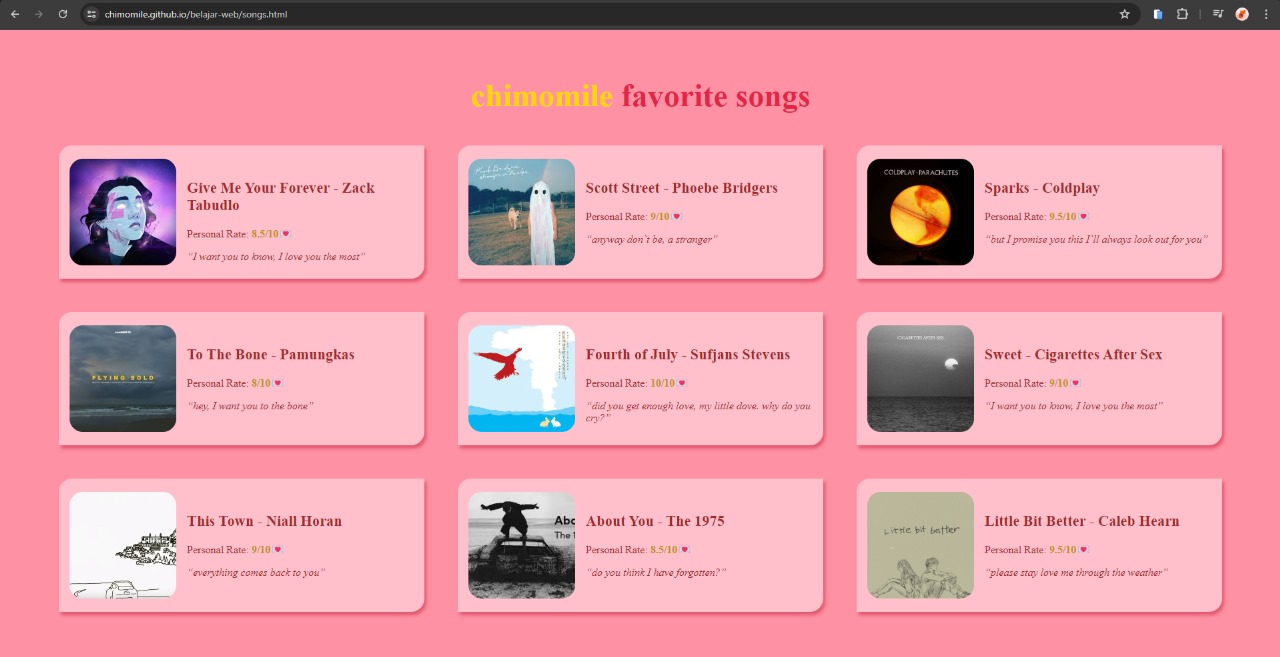 chimomile.github.io/belajar-web/songs.html
chimomile favorite songs
Give Me Your Forever - Zack
Tabudlo
Personal Rate: 8.5/10 💌
“I want you to know, I love you the most”
Scott Street - Phoebe Bridgers
Personal Rate: 9/10 💌
“anyway don't be, a stranger”
COLDPLAY-PARACHUTES
Sparks - Coldplay
Personal Rate: 9.5/10 💌
“but I promise you this I'll always look out for you”
FLYING SOLO
To The Bone - Pamungkas
Personal Rate: 8/10 💌
“hey, I want you to the bone”
Fourth of July - Sufjans Stevens
Personal Rate: 10/10 💌
“did you get enough love, my little dove. why do you
cry?”
CIGARETTES AFTER SEX
Sweet - Cigarettes After Sex
Personal Rate: 9/10 💌
“I want you to know, I love you the most”
This Town - Niall Horan
Personal Rate: 9/10 💌
“everything comes back to you”
Abo
The 1
About You - The 1975
Personal Rate: 8.5/10 💌
“do you think I have forgotten?”
Little bit better
Little Bit Better - Caleb Hearn
Personal Rate: 9.5/10 💌
“please stay love me through the weather”